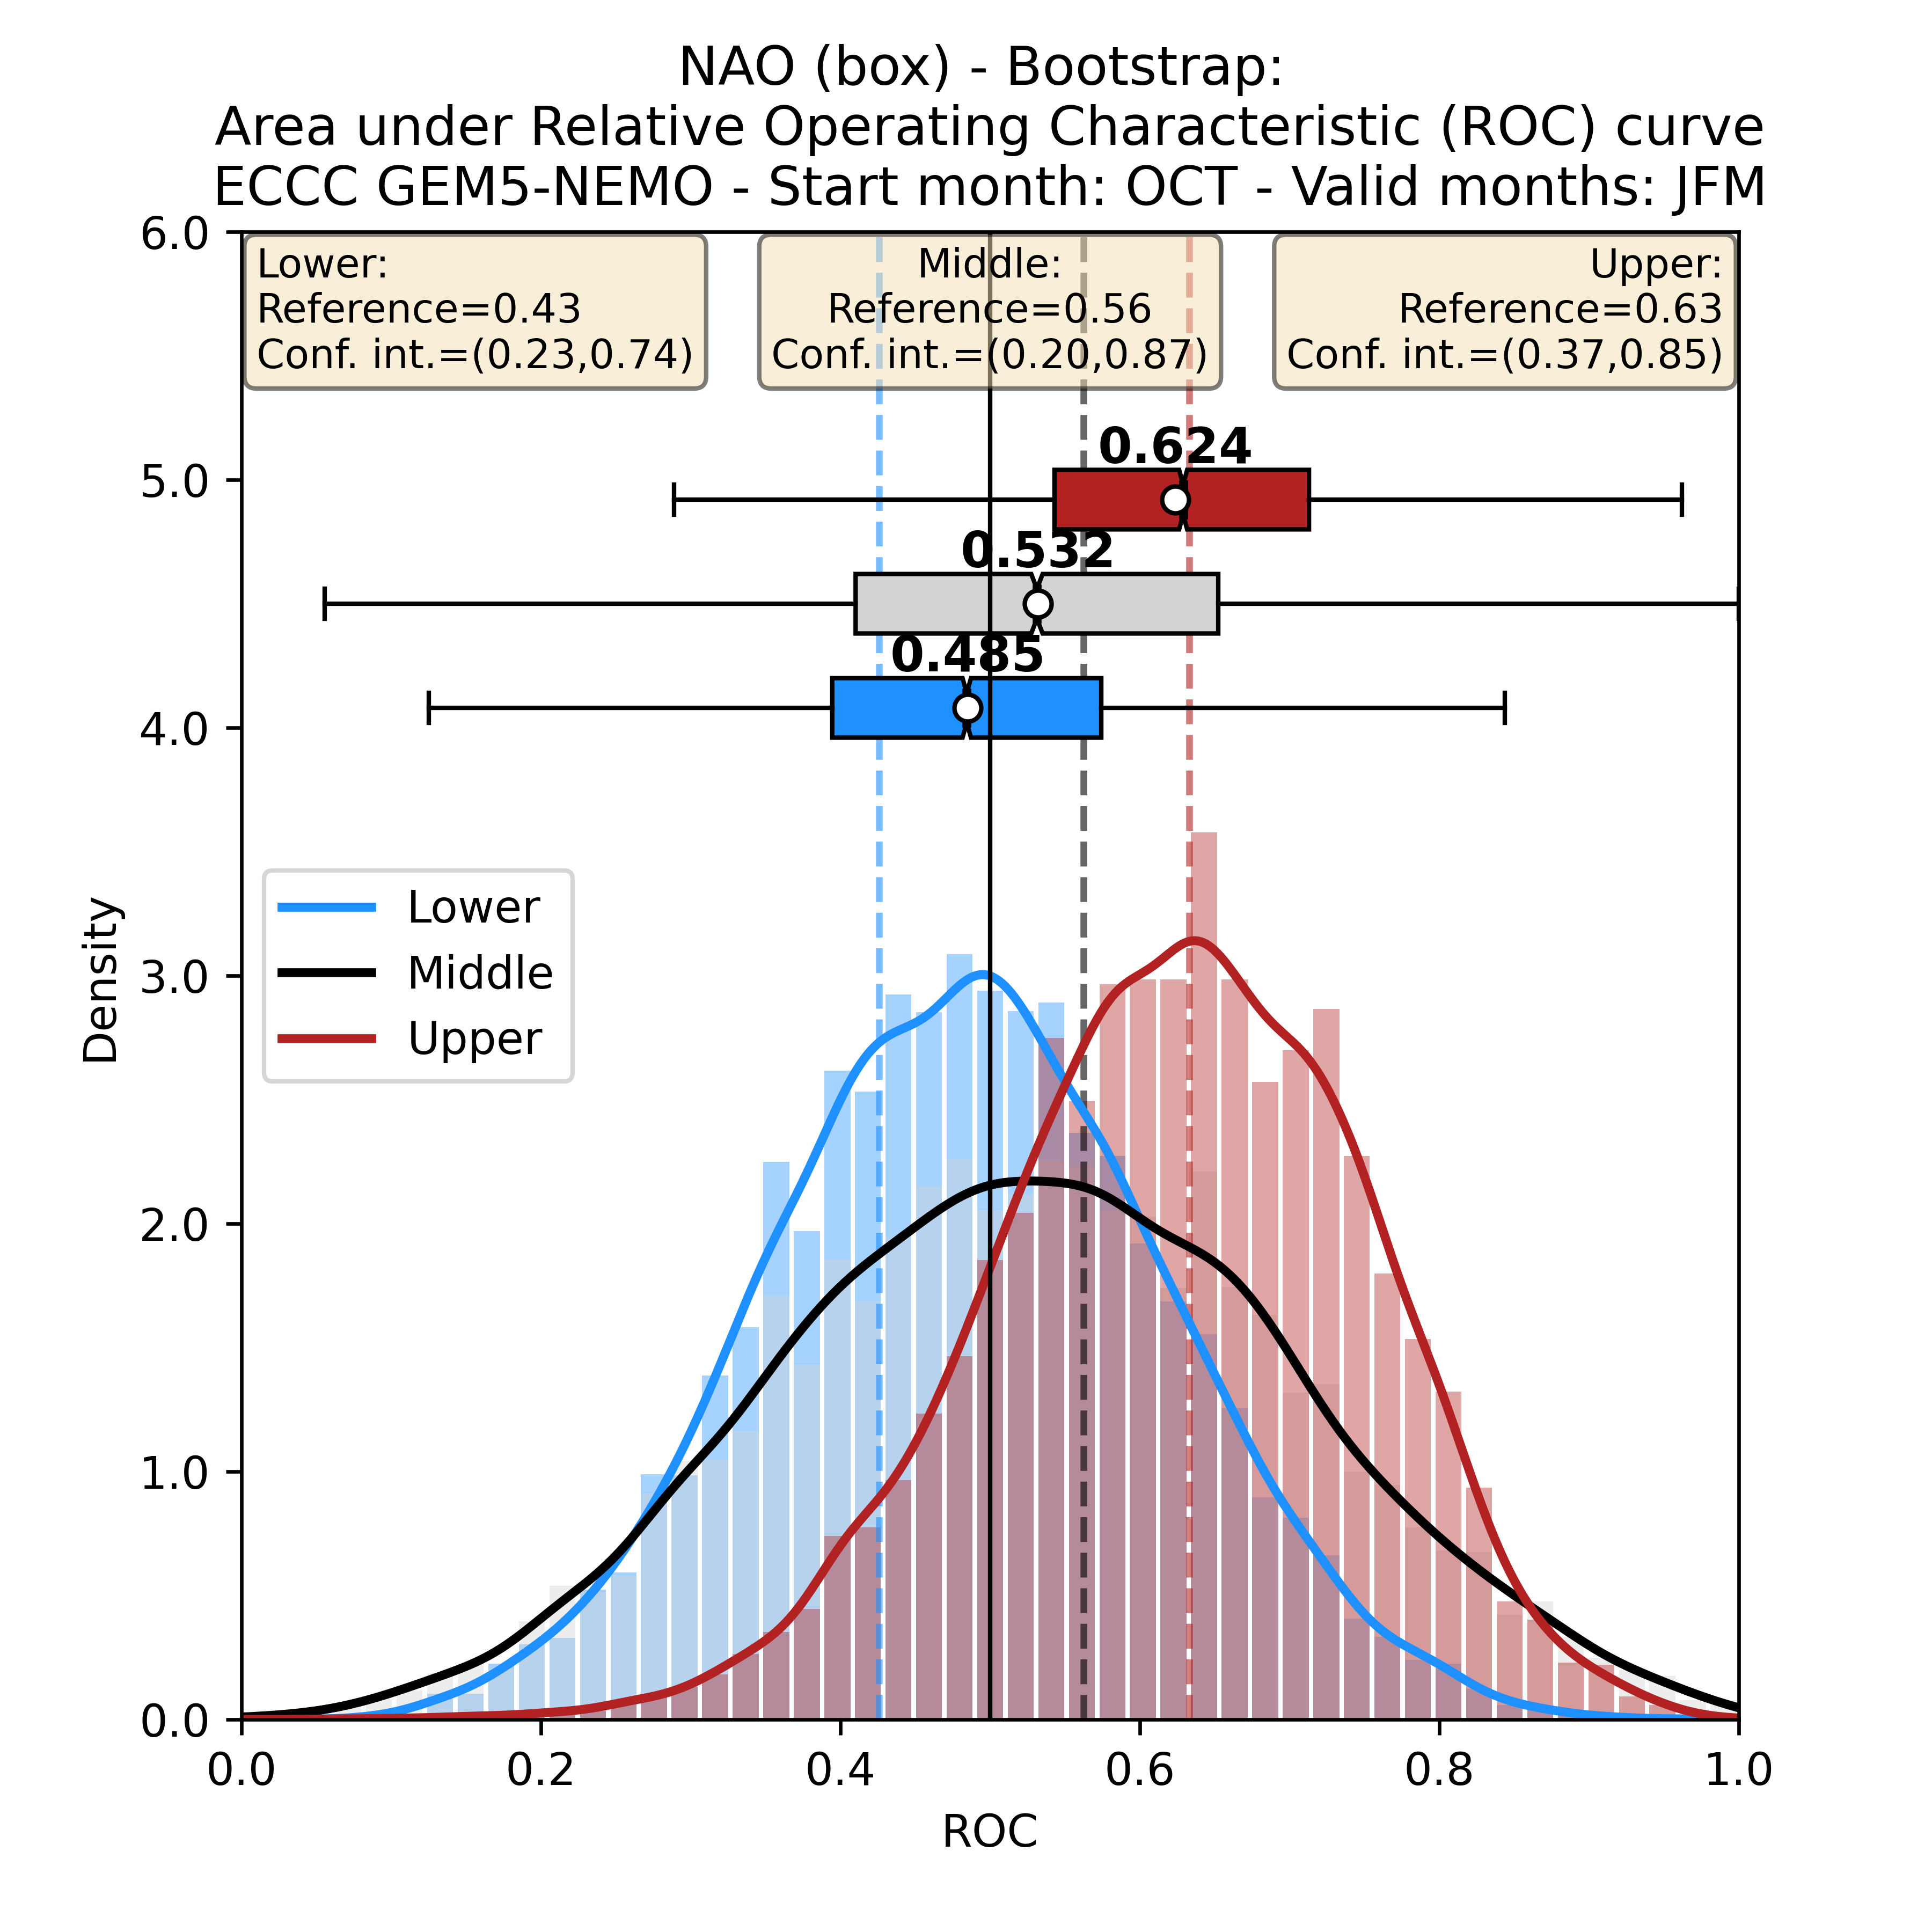 NAO (box) - Bootstrap:
Area under Relative Operating Characteristic (ROC) curve
ECCC GEM5-NEMO - Start month: OCT - Valid months: JFM
6.0
Lower:
Reference=0.43
Conf. int.=(0.23,0.74)
Middle:
Reference=0.56
Conf. int.=(0.20,0.87)
Upper:
Reference=0.63
Conf. int.=(0.37,0.85)
0.624
5.0
0.532
0.485
4.0
Lower
Middle
Upper
Density
3.0
2.0
1.0
0.0
0.0
0.2
0.4
0.6
0.8
1.0
ROC